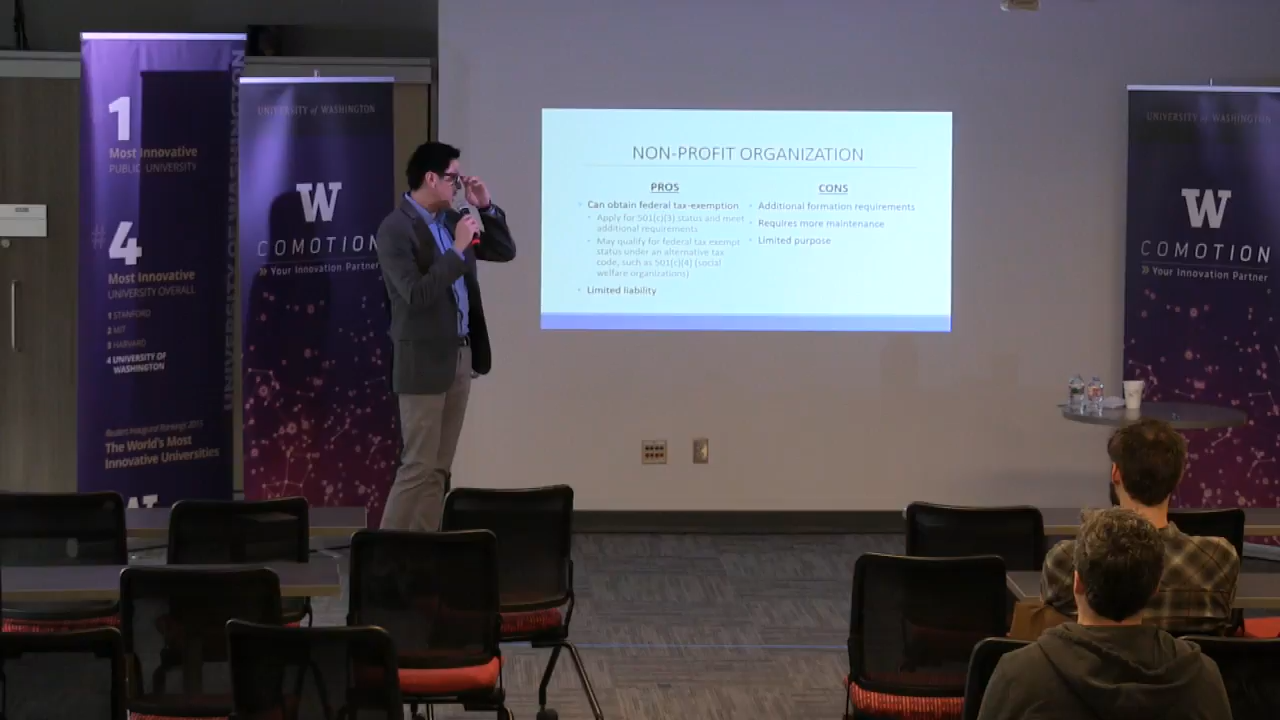 1
Most Innovative
PUBLIC UNIVERSITY
#4
Most Innovative
UNIVERSITY OVERALL
1 STANFORD
2 MIT
3 HARVARD
4 UNIVERSITY OF
WASHINGTON
The World's Most
Innovative Universities
W
UNIVERSITY OF WASHINGTON
UNIVERSITY of WASHINGTON
W
COMOTION
» Your Innovation Partner
NON-PROFIT ORGANIZATION
PROS
Can obtain federal tax-exemption
Apply for 501(c)(3) status and meet
additional requirements
May qualify for federal tax exempt
status under an alternative tax
code, such as 501(c)(4) (social
welfare organizations)
Limited liability
CONS
Additional formation requirements
Requires more maintenance
Limited purpose
UNIVERSITY of WASHINGTON
W
COMOTION
» Your Innovation Partner